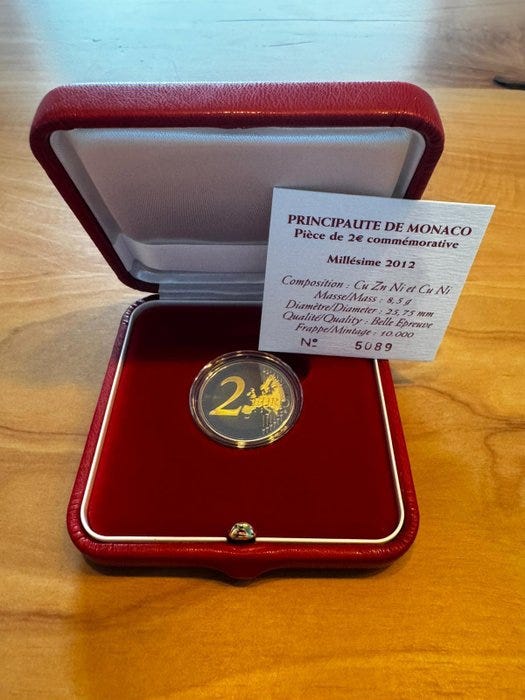 PRINCIPAUTE DE MONACO
Pièce de 2€ commémorative
Millésime 2012
Composition : Cu Zn Ni et Cu Ni
Masse/Mass : 8,5 g
Diamètre/Diameter : 25,75 mm
Qualité/Quality : Belle Epreuve
Frappe/Mintage : 10.000
N° 5089
2